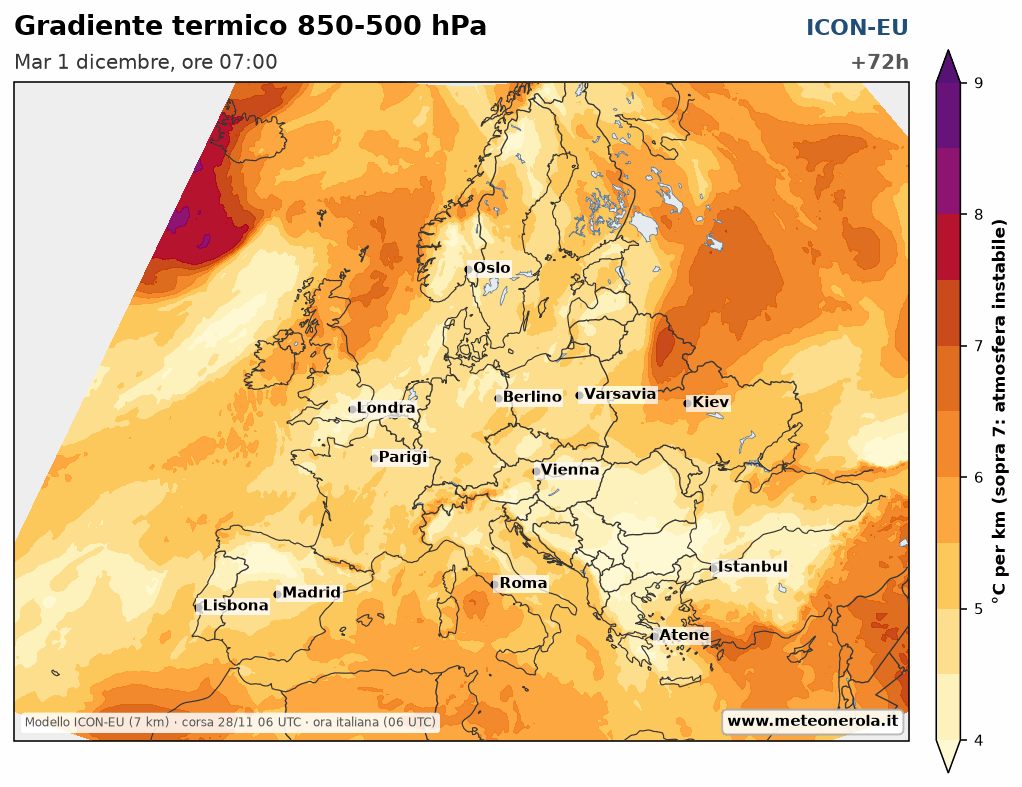 Gradiente termico 850-500 hPa
ICON-EU
Mar 1 dicembre, ore 07:00
+72h
Oslo
Berlino
Varsavia
Londra
Kiev
Parigi
Vienna
Istanbul
Roma
Madrid
Lisbona
Atene
Modello ICON-EU (7 km) · corsa 28/11 06 UTC · ora italiana (06 UTC)
www.meteonerola.it
9
8
7
6
5
4
°C per km (sopra 7: atmosfera instabile)